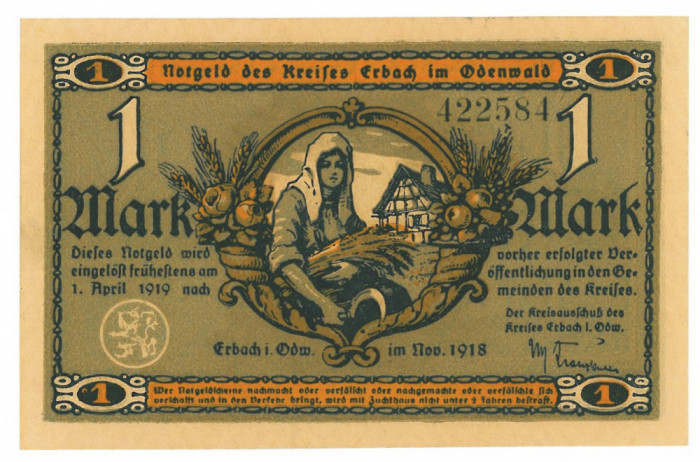 1 Notgeld des Kreises Erbach im Odenwald 1
422584
1 1
Mark Mark
Dieses Notgeld wird
eingelöst frühestens am
1. April 1919 nach
vorher erfolgter Ver-
öffentlichung in den Ge-
meinden des Kreises.
Der Kreisausschuß des
Kreises Erbach i. Odw.
Erbach i. Odw. im Nov. 1918
1 Wer Notgeldscheine nachmacht oder verfälscht oder nachgemachte oder verfälschte sich 1
verschafft und in den Verkehr bringt, wird mit Zuchthaus nicht unter 2 Jahren bestraft.